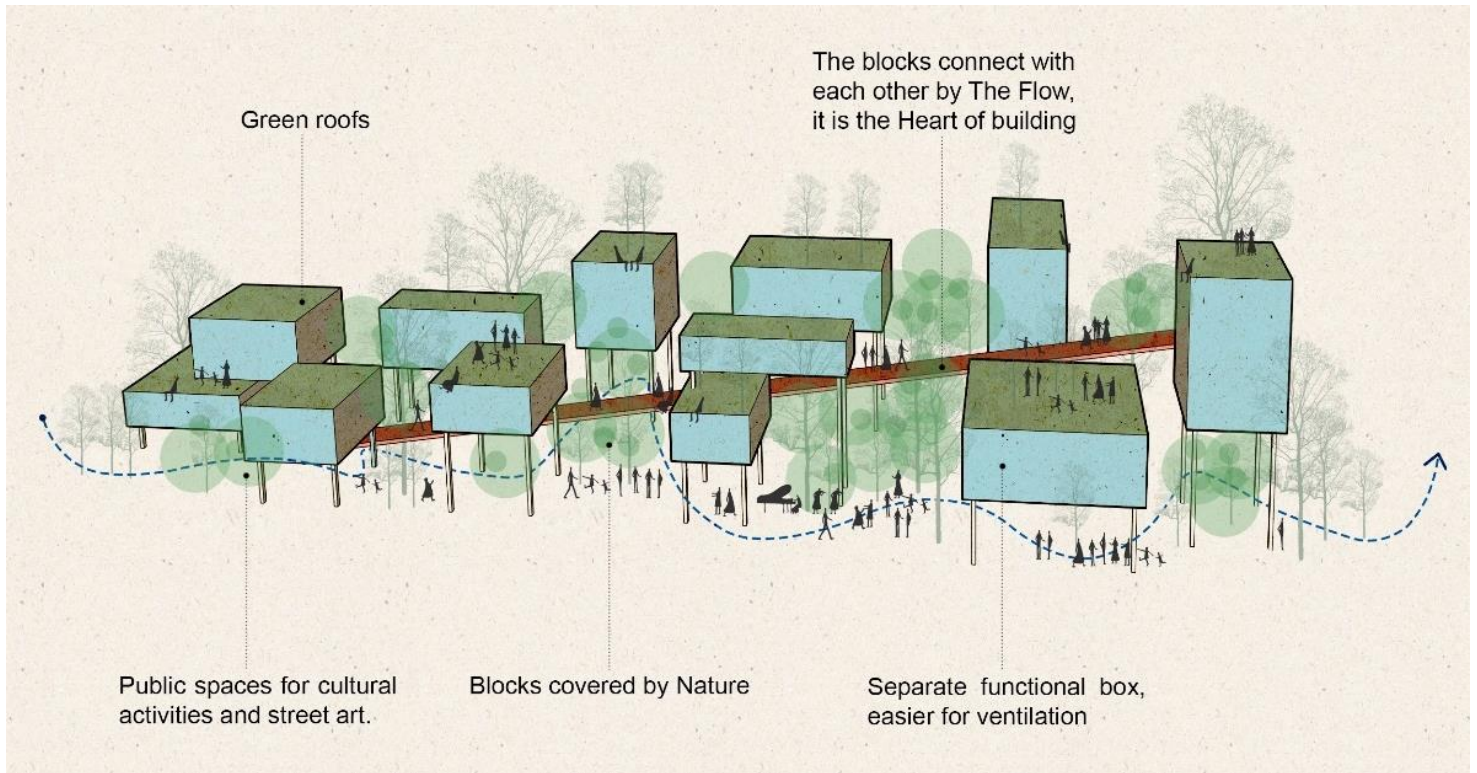 The blocks connect with
each other by The Flow,
it is the Heart of building
Green roofs
Public spaces for cultural
activities and street art.
Blocks covered by Nature
Separate functional box,
easier for ventilation